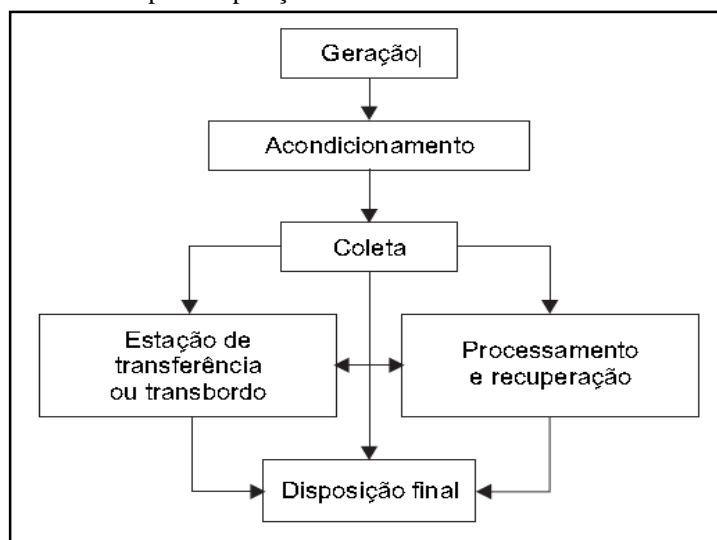 Geração
Acondicionamento
Coleta
Estação de
transferência
ou transbordo
Processamento
e recuperação
Disposição final